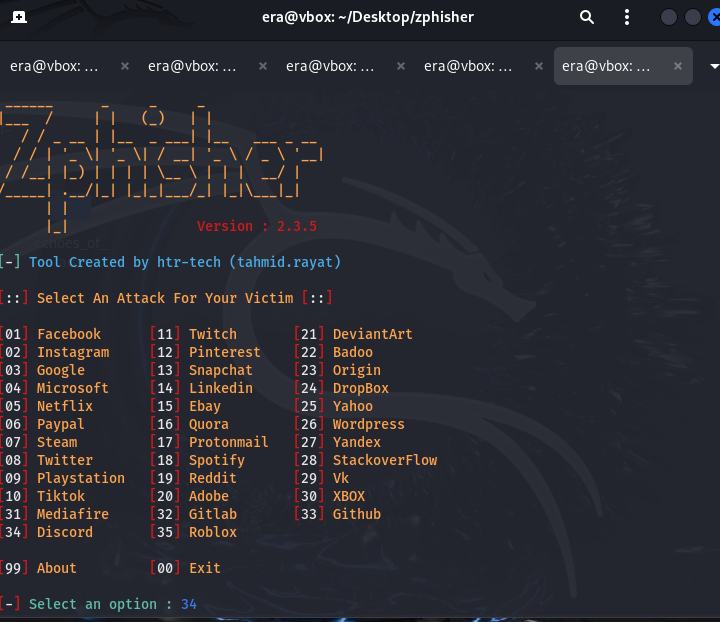 era@vbox: ~/Desktop/zphisher
era@vbox: ... era@vbox: ... era@vbox: ... era@vbox: ... era@vbox: ...
Zphisher
Version : 2.3.5
[-] Tool Created by htr-tech (tahmid.rayat)
[::] Select An Attack For Your Victim [::]
[01] Facebook [11] Twitch [21] DeviantArt
[02] Instagram [12] Pinterest [22] Badoo
[03] Google [13] Snapchat [23] Origin
[04] Microsoft [14] Linkedin [24] DropBox
[05] Netflix [15] Ebay [25] Yahoo
[06] Paypal [16] Quora [26] Wordpress
[07] Steam [17] Protonmail [27] Yandex
[08] Twitter [18] Spotify [28] StackoverFlow
[09] Playstation [19] Reddit [29] Vk
[10] Tiktok [20] Adobe [30] XBOX
[31] Mediafire [32] Gitlab [33] Github
[34] Discord [35] Roblox
[99] About [00] Exit
[-] Select an option : 34